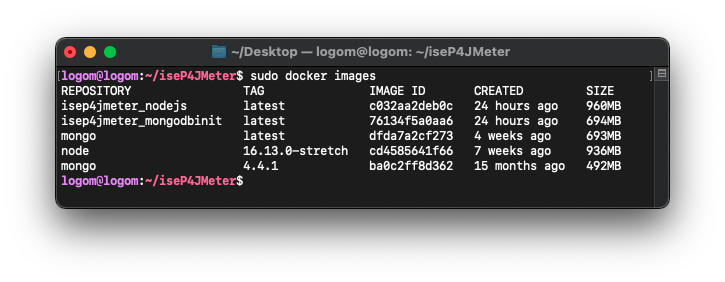 ~/Desktop — logom@logom: ~/iseP4JMeter
[logom@logom:~/iseP4JMeter$ sudo docker images ]
REPOSITORY TAG IMAGE ID CREATED SIZE
isep4jmeter_nodejs latest c032aa2deb0c 24 hours ago 960MB
isep4jmeter_mongodbinit latest 76134f5a0aa6 24 hours ago 694MB
mongo latest dfda7a2cf273 4 weeks ago 693MB
node 16.13.0-stretch cd4585641f66 7 weeks ago 936MB
mongo 4.4.1 ba0c2ff8d362 15 months ago 492MB
logom@logom:~/iseP4JMeter$